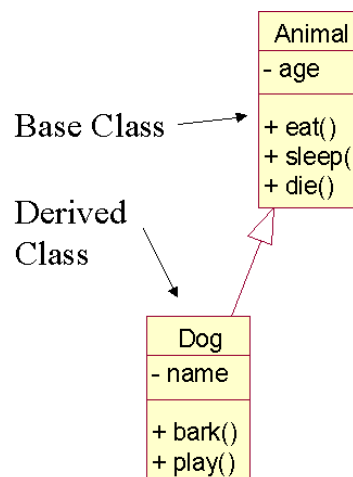 Animal
- age
+ eat()
+ sleep(
+ die()
Base Class
Derived
Class
Dog
- name
+ bark()
+ play()